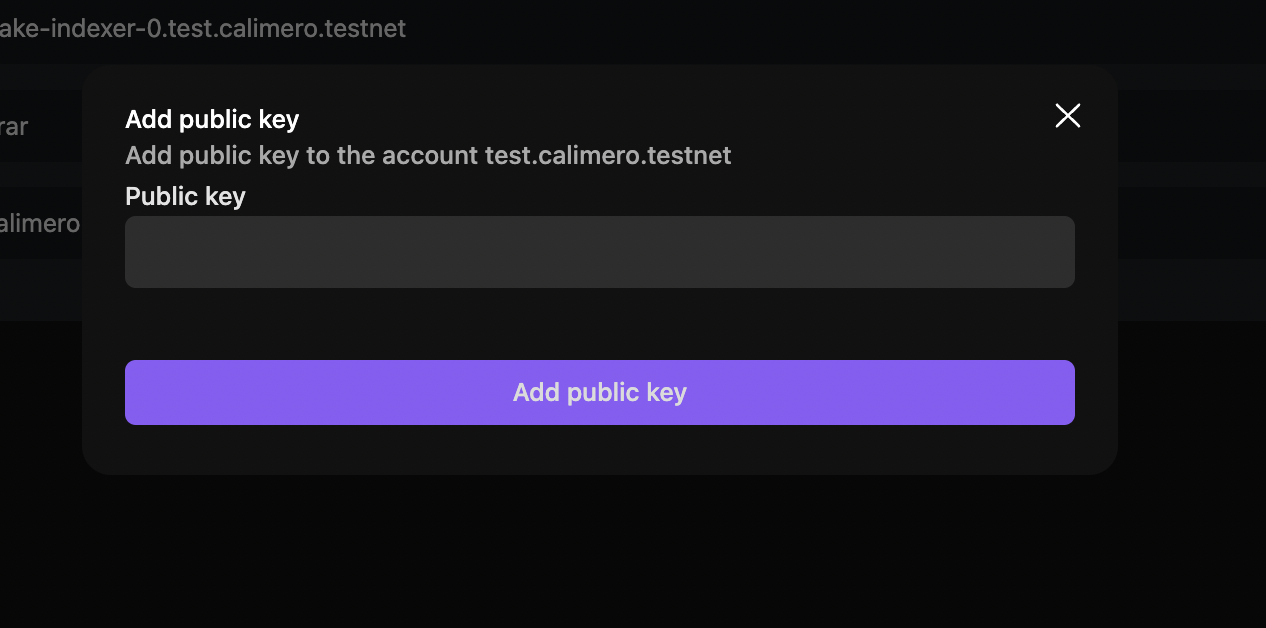 ake-indexer-0.test.calimero.testnet
rar
alimero
Add public key
Add public key to the account test.calimero.testnet
Public key
Add public key